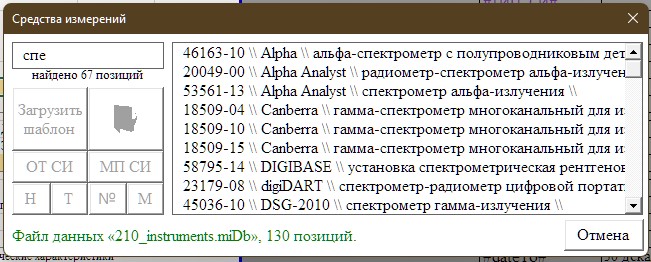 Средства измерений
спе
найдено 67 позиций
Загрузить
шаблон
ОТ СИ
МП СИ
Н
Т
№
М
46163-10 \\ Alpha \\ альфа-спектрометр с полупроводниковым дет
20049-00 \\ Alpha Analyst \\ радиометр-спектрометр альфа-излучен
53561-13 \\ Alpha Analyst \\ спектрометр альфа-излучения \\
18509-04 \\ Canberra \\ гамма-спектрометр многоканальный для из
18509-10 \\ Canberra \\ гамма-спектрометр многоканальный для из
18509-15 \\ Canberra \\ гамма-спектрометр многоканальный для из
58795-14 \\ DIGIBASE \\ установка спектрометрическая рентгенов
23179-08 \\ digiDART \\ спектрометр-радиометр цифровой портати
45036-10 \\ DSG-2010 \\ спектрометр гамма-излучения \\
Файл данных «210_instruments.miDb», 130 позиций.
Отмена